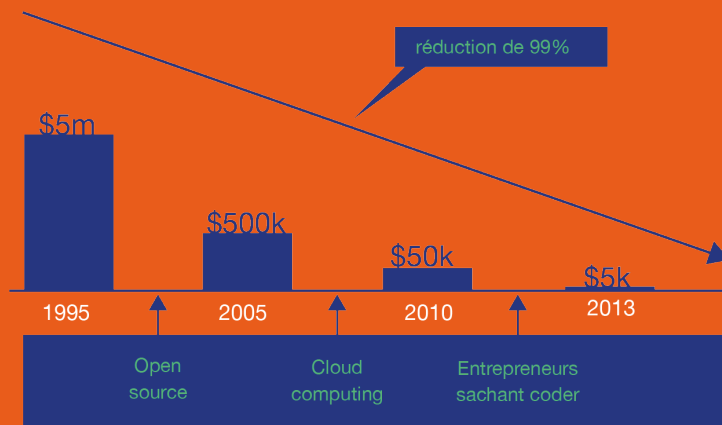 réduction de 99%
$5m
$500k
$50k
$5k
1995
2005
2010
2013
Open
source
Cloud
computing
Entrepreneurs
sachant coder